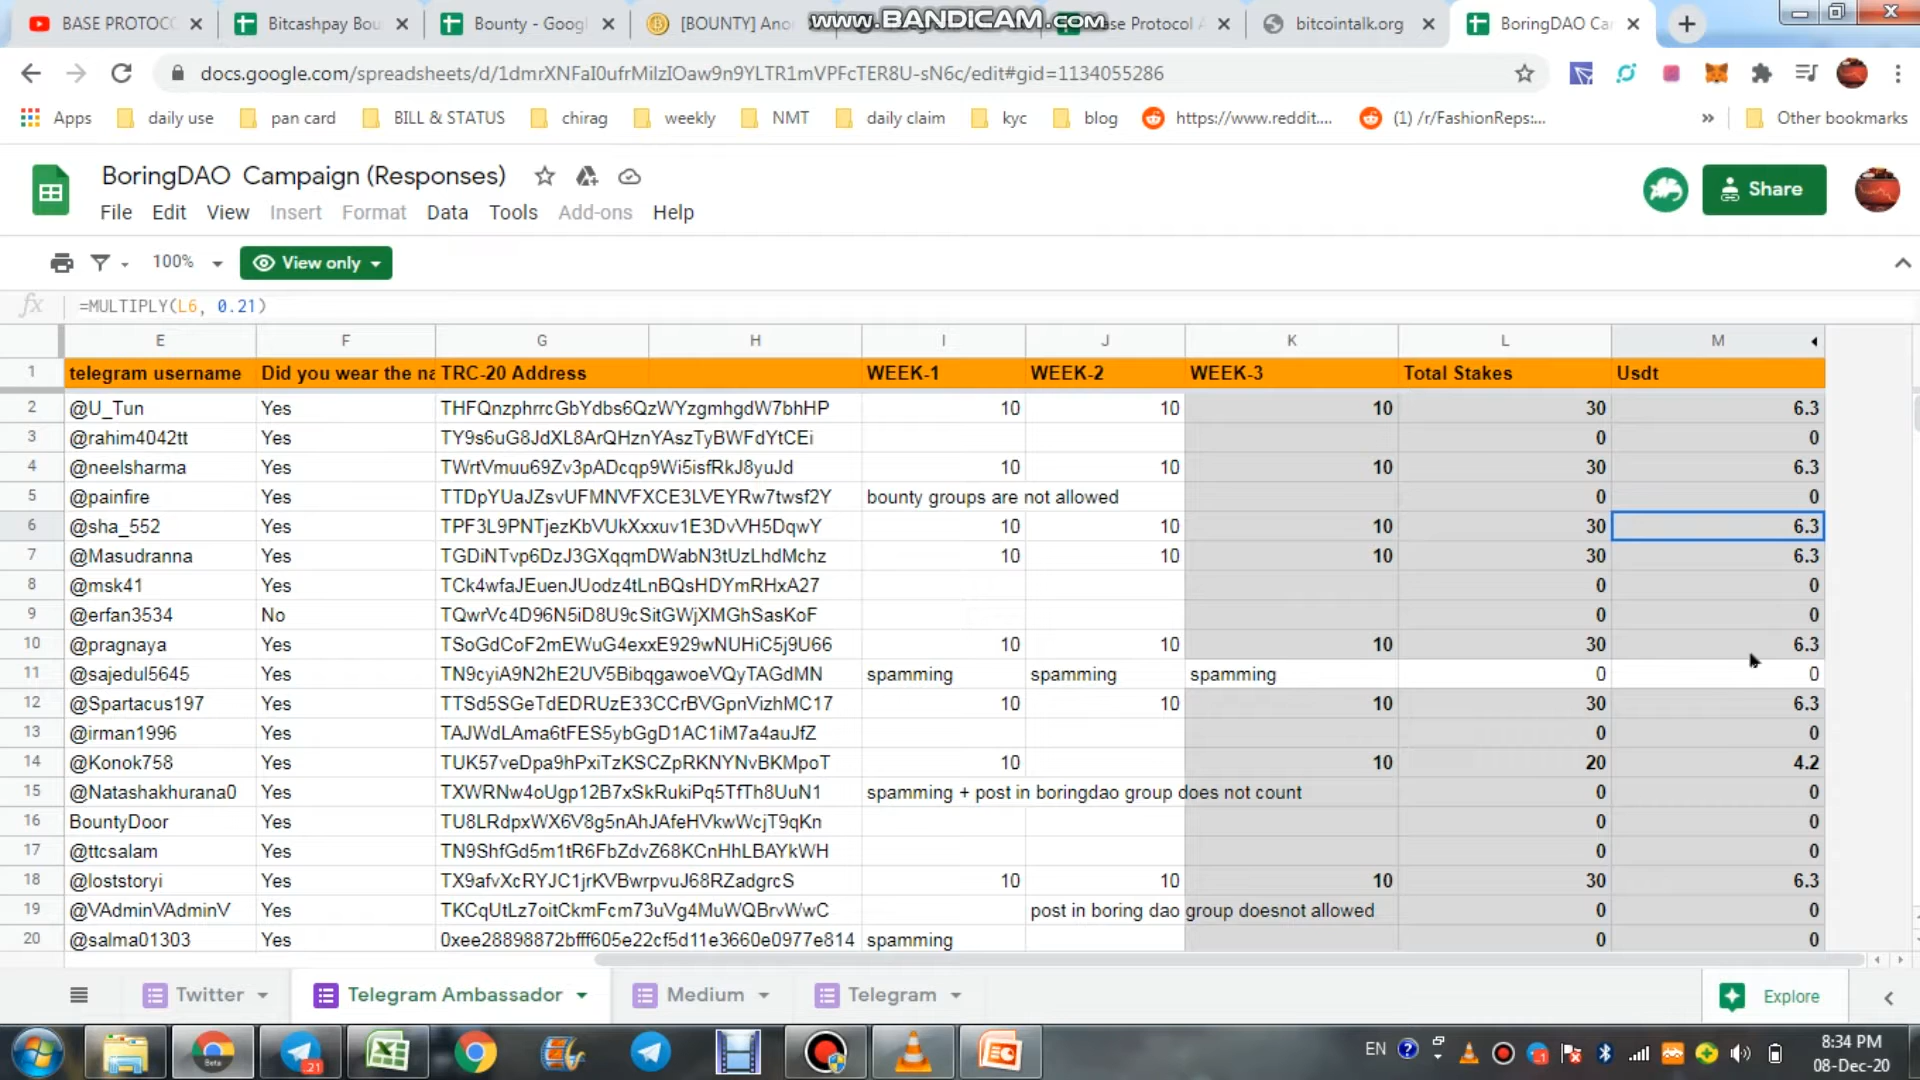 BASE PROTOC
Bitcashpay Bou
Bounty - Goog
[BOUNTY] Ano
www.BANDICAM.com
ase Protocol A
bitcointalk.org
BoringDAO Ca
docs.google.com/spreadsheets/d/1dmrXNFaI0ufrMilzIOaw9n9YLTR1mVPFcTER8U-sN6c/edit#gid=1134055286
Apps daily use pan card BILL & STATUS chirag weekly NMT daily claim kyc blog https://www.reddit.... (1) /r/FashionReps:... » Other bookmarks
BoringDAO Campaign (Responses)
Share
File Edit View Insert Format Data Tools Add-ons Help
100% View only
fx =MULTIPLY(L6, 0.21)
E F G H I J K L M
1 telegram username Did you wear the na TRC-20 Address WEEK-1 WEEK-2 WEEK-3 Total Stakes Usdt
2 @U_Tun Yes THFQnzphrrcGbYdbs6QzWYzgmhgdW7bhHP 10 10 10 30 6.3
3 @rahim4042tt Yes TY9s6uG8JdXL8ArQHznYAszTyBWFdYtCEi 0 0
4 @neelsharma Yes TWrtVmuu69Zv3pADcqp9Wi5isfRkJ8yuJd 10 10 10 30 6.3
5 @painfire Yes TTDpYUaJZsvUFMNVFXCE3LVEYRw7twsf2Y bounty groups are not allowed 0 0
6 @sha_552 Yes TPF3L9PNTjezKbVUkXxxuv1E3DvVH5DqwY 10 10 10 30 6.3
7 @Masudranna Yes TGDiNTvp6DzJ3GXqqmDWabN3tUzLhdMchz 10 10 10 30 6.3
8 @msk41 Yes TCk4wfaJEuenJUodz4tLnBQsHDYmRHxA27 0 0
9 @erfan3534 No TQwrVc4D96N5iD8U9cSitGWjXMGhSasKoF 0 0
10 @pragnaya Yes TSoGdCoF2mEWuG4exxE929wNUHiC5j9U66 10 10 10 30 6.3
11 @sajedul5645 Yes TN9cyiA9N2hE2UV5BibqgawoeVQyTAGdMN spamming spamming spamming 0 0
12 @Spartacus197 Yes TTSd5SGeTdEDRUzE33CCrBVGpnVizhMC17 10 10 10 30 6.3
13 @irman1996 Yes TAJWdLAma6tFES5ybGgD1AC1iM7a4auJfZ 0 0
14 @Konok758 Yes TUK57veDpa9hPxiTzKSCZpRKNYNvBKMpoT 10 10 20 4.2
15 @Natashakhurana0 Yes TXWRNw4oUgp12B7xSkRukiPq5TfTh8UuN1 spamming + post in boringdao group does not count 0 0
16 BountyDoor Yes TU8LRdpxWX6V8g5nAhJAfeHVkwWcjT9qKn 0 0
17 @ttcsalam Yes TN9ShfGd5m1tR6FbZdvZ68KCnHhLBAYkWH 0 0
18 @loststoryi Yes TX9afvXcRYJC1jrKVBwrpvuJ68RZadgrcS 10 10 10 30 6.3
19 @VAdminVAdminV Yes TKCqUtLz7oitCkmFcm73uVg4MuWQBrvWwC post in boring dao group doesnot allowed 0 0
20 @salma01303 Yes 0xee28898872bfff605e22cf5d11e3660e0977e814 spamming 0 0
Twitter Telegram Ambassador Medium Telegram Explore
Beta
21
EN
8:34 PM
08-Dec-20